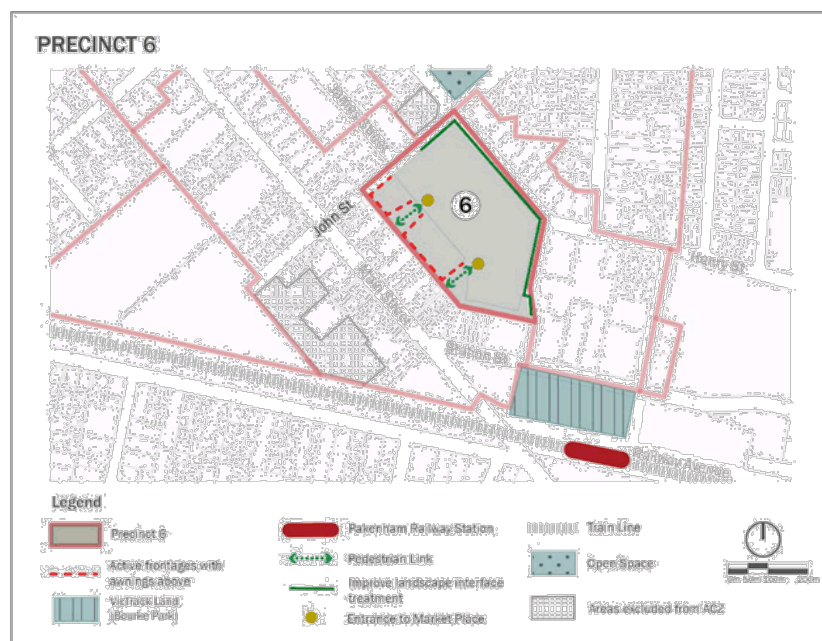 PRECINCT 6
6
John St.
Main Street
Henry St.
Station St.
Legend
Precinct 6
Active frontages with
awnings above
VicTrack Land
(Bourke Park)
Pakenham Railway Station
Pedestrian Link
Improve landscape interface
treatment
Entrance to Market Place
Train Line
Open Space
Areas excluded from ACZ